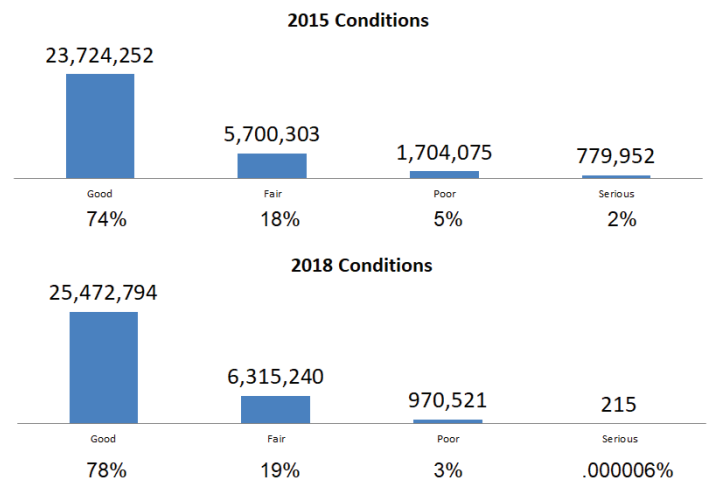 2015 Conditions
23,724,252
5,700,303
1,704,075
779,952
Good Fair Poor Serious
74% 18% 5% 2%
2018 Conditions
25,472,794
6,315,240
970,521
215
Good Fair Poor Serious
78% 19% 3% .000006%